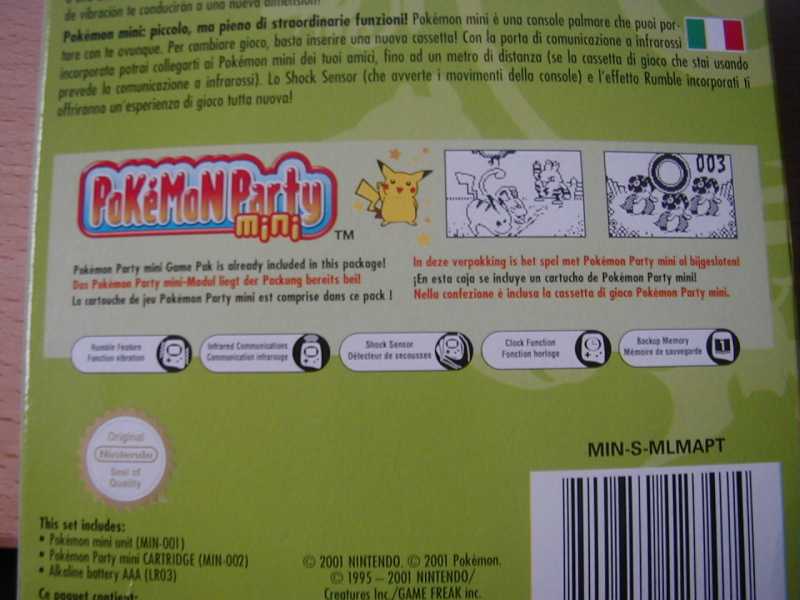 de vibración te conducirán a una nueva dimensión!
Pokémon mini: piccolo, ma pieno di straordinarie funzioni! Pokémon mini è una console palmare che puoi por-
tare con te ovunque. Per cambiare gioco, basta inserire una nuova cassetta! Con la porta di comunicazione a infrarossi
incorporata potrai collegarti ai Pokémon mini dei tuoi amici, fino ad un metro di distanza (se la cassetta di gioco che stai usando
prevede la comunicazione a infrarossi). Lo Shock Sensor (che avverte i movimenti della console) e l'effetto Rumble incorporati ti
offriranno un'esperienza di gioco tutta nuova!
Pokémon Party
mini
TM
003
Pokémon Party mini Game Pak is already included in this package!
Das Pokémon Party mini-Modul liegt der Packung bereits bei!
La cartouche de jeu Pokémon Party mini est comprise dans ce pack !
In deze verpakking is het spel met Pokémon Party mini al bijgesloten!
¡En esta caja se incluye un cartucho de Pokémon Party mini!
Nella confezione è inclusa la cassetta di gioco Pokémon Party mini.
Rumble Feature
Fonction vibration
Infrared Communications
Communication infrarouge
Shock Sensor
Détecteur de secousses
Clock Function
Fonction horloge
Backup Memory
Mémoire de sauvegarde
1
Original
Nintendo
Seal of
Quality
MIN-S-MLMAPT
This set includes:
• Pokémon mini unit (MIN-001)
• Pokémon Party mini CARTRIDGE (MIN-002)
• Alkaline battery AAA (LR03)
Ce paquet contient:
© 2001 NINTENDO. © 2001 Pokémon.
© 1995 – 2001 NINTENDO/
Creatures Inc./GAME FREAK inc.